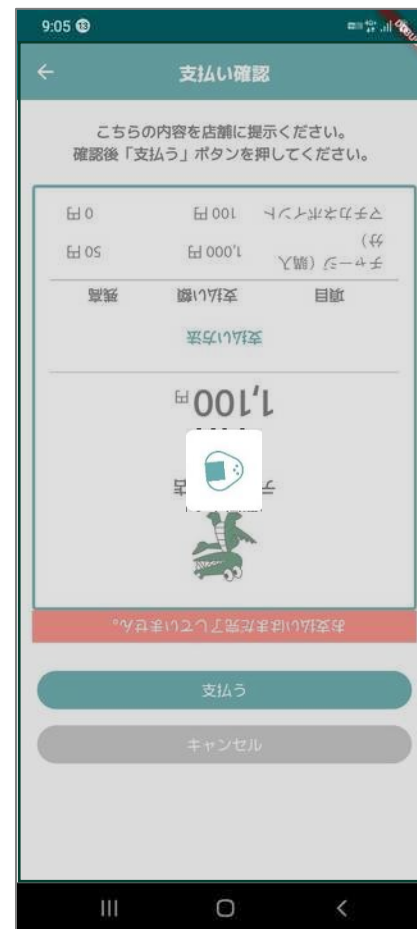 9:05
支払い確認
こちらの内容を店舗に提示ください。
確認後「支払う」ボタンを押してください。
お支払いはまだ完了していません。
1,100 円
支払い方法
項目 支払い額 残高
チャージ（購入分） 1,000 円 50 円
マチカネポイント 100 円 0 円
支払う
キャンセル